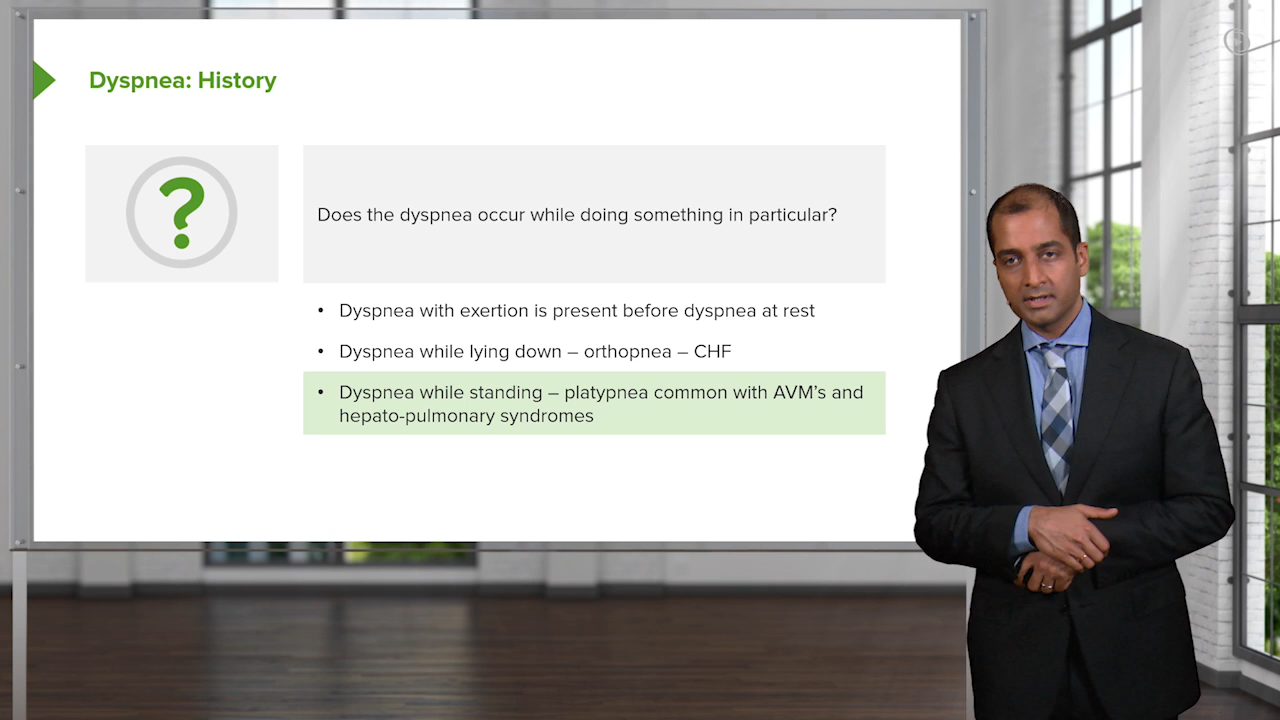 Dyspnea: History
?
Does the dyspnea occur while doing something in particular?
• Dyspnea with exertion is present before dyspnea at rest
• Dyspnea while lying down – orthopnea – CHF
• Dyspnea while standing – platypnea common with AVM's and
hepato-pulmonary syndromes